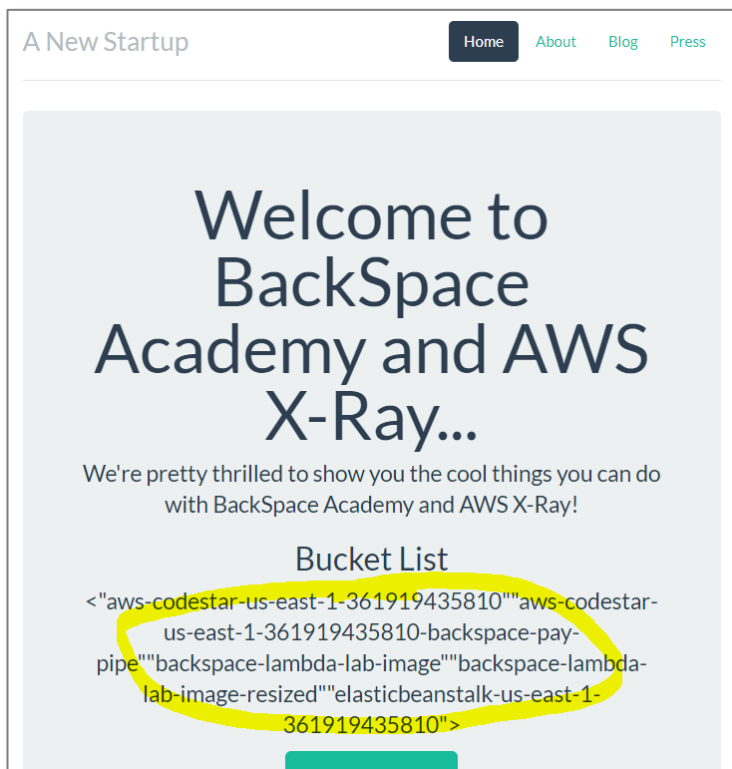 A New Startup
Home About Blog Press
Welcome to
BackSpace
Academy and AWS
X-Ray...
We're pretty thrilled to show you the cool things you can do
with BackSpace Academy and AWS X-Ray!
Bucket List
<"aws-codestar-us-east-1-361919435810""aws-codestar-
us-east-1-361919435810-backspace-pay-
pipe""backspace-lambda-lab-image""backspace-lambda-
lab-image-resized""elasticbeanstalk-us-east-1-
361919435810">